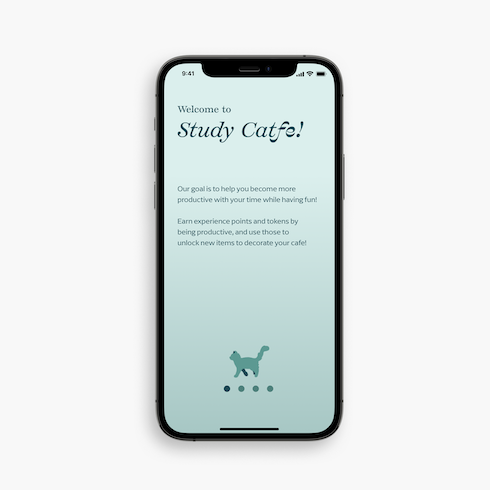 9:41
Welcome to
Study Catfe!
Our goal is to help you become more
productive with your time while having fun!
Earn experience points and tokens by
being productive, and use those to
unlock new items to decorate your cafe!